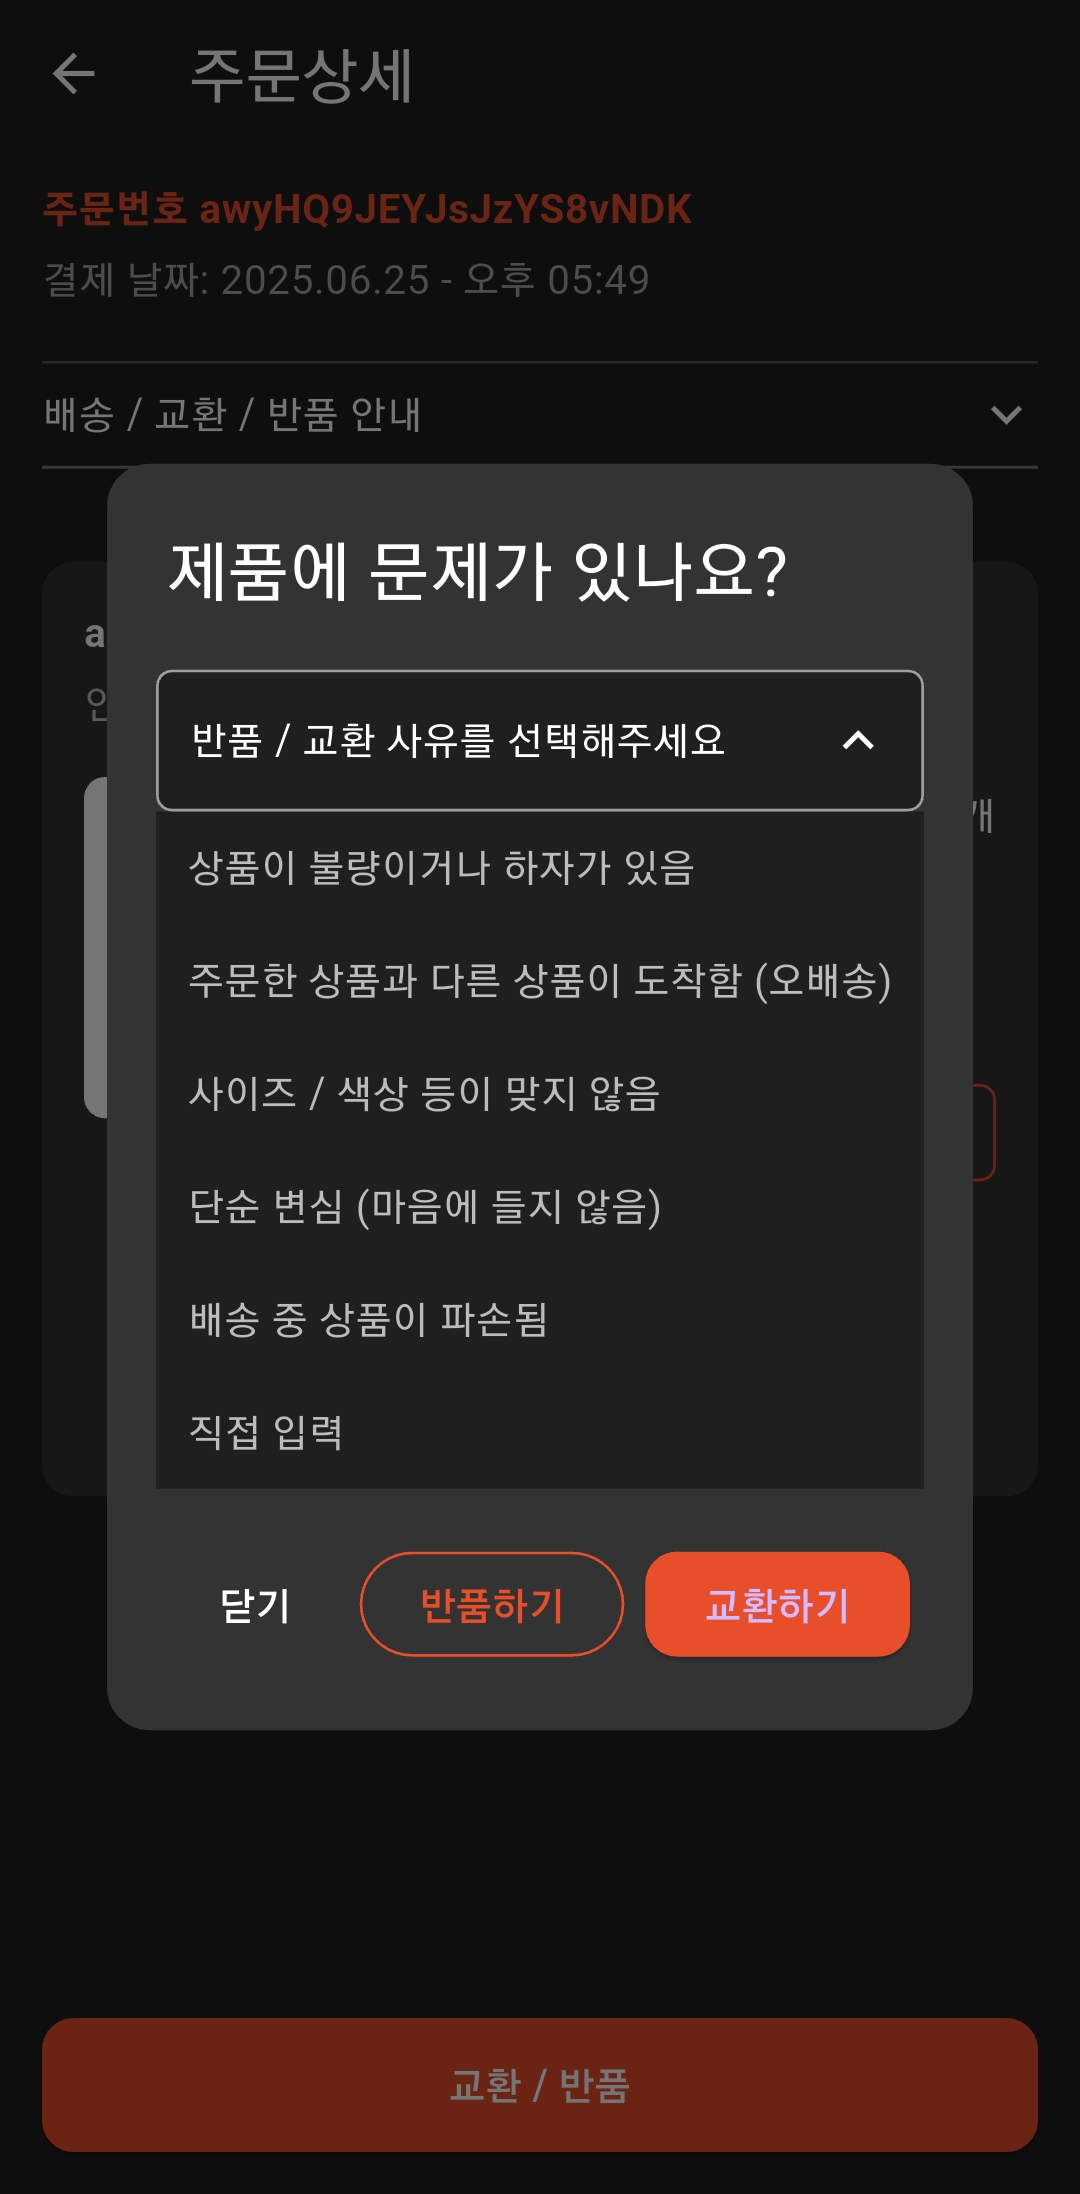 주문상세
주문번호 awyHQ9JEYJsJzYS8vNDK
결제 날짜: 2025.06.25 - 오후 05:49
배송 / 교환 / 반품 안내
제품에 문제가 있나요?
a
반품 / 교환 사유를 선택해주세요
개
상품이 불량이거나 하자가 있음
주문한 상품과 다른 상품이 도착함 (오배송)
사이즈 / 색상 등이 맞지 않음
단순 변심 (마음에 들지 않음)
배송 중 상품이 파손됨
직접 입력
닫기 반품하기 교환하기
교환 / 반품